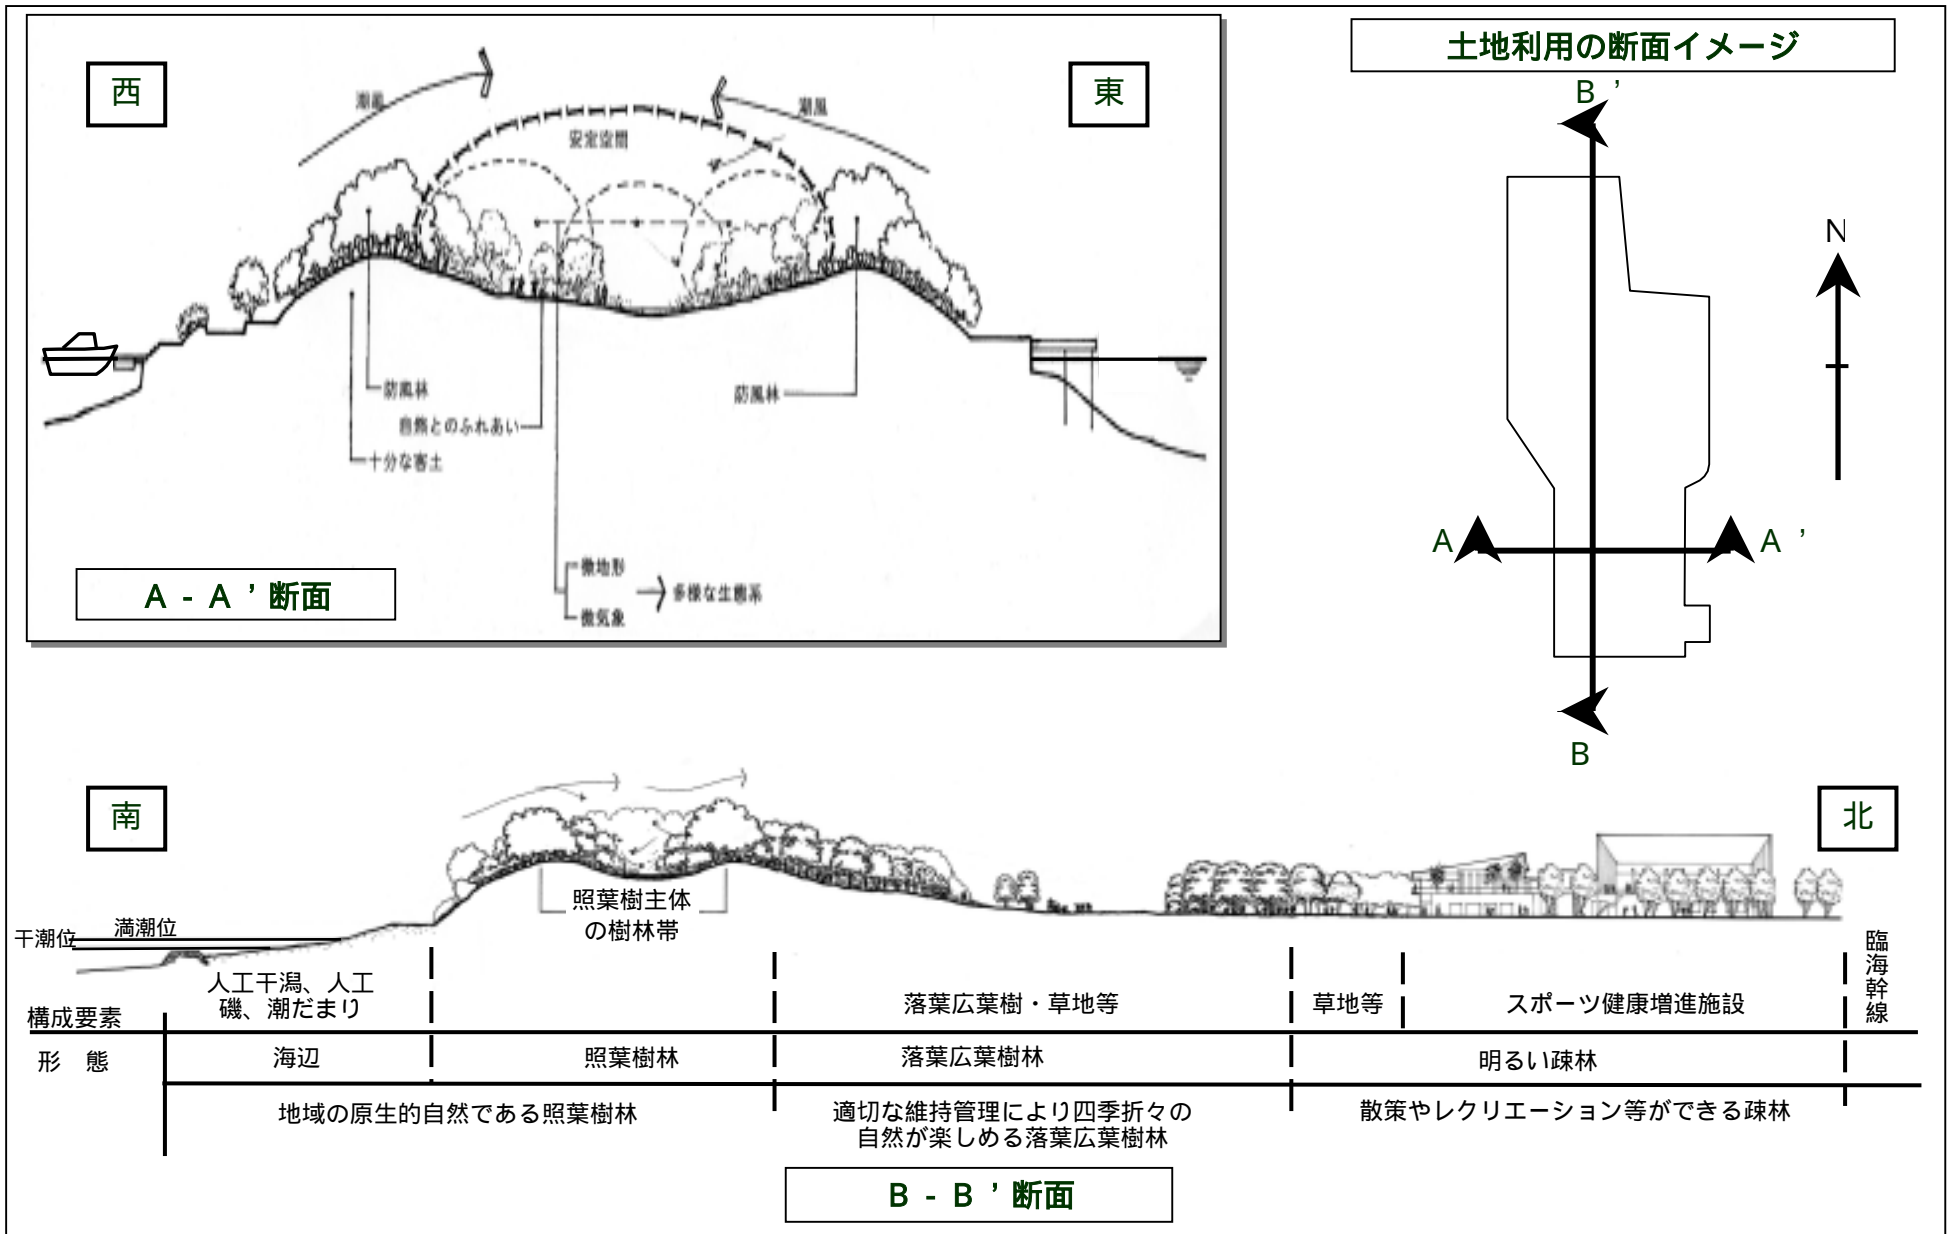 西
東
土地利用の断面イメージ
B ’
潮風
潮風
安定空間
N
防風林
防風林
自然とのふれあい
十分な客土
A
A ’
微地形
多様な生態系
微気象
A - A ’ 断面
B
南
北
照葉樹主体
の樹林帯
満潮位
干潮位
人工干潟、人工
磯、潮だまり
構成要素
落葉広葉樹・草地等
草地等
スポーツ健康増進施設
臨海幹線
形 態
海辺
照葉樹林
落葉広葉樹林
明るい疎林
地域の原生的自然である照葉樹林
適切な維持管理により四季折々の
自然が楽しめる落葉広葉樹林
散策やレクリエーション等ができる疎林
B - B ’ 断面